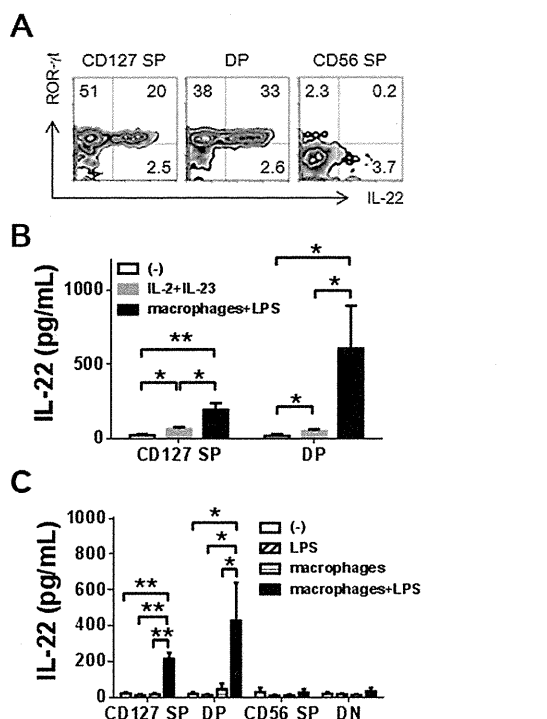 A
CD127 SP DP CD56 SP
ROR-γt
51 20 38 33 2.3 0.2
2.5 2.6 3.7
IL-22
B
IL-22 (pg/mL)
(-)
IL-2+IL-23
macrophages+LPS
1000
500
0
** * * * * *
CD127 SP DP
C
IL-22 (pg/mL)
1000
800
600
400
200
0
(-)
LPS
macrophages
macrophages+LPS
** ** ** * * *
CD127 SP DP CD56 SP DN